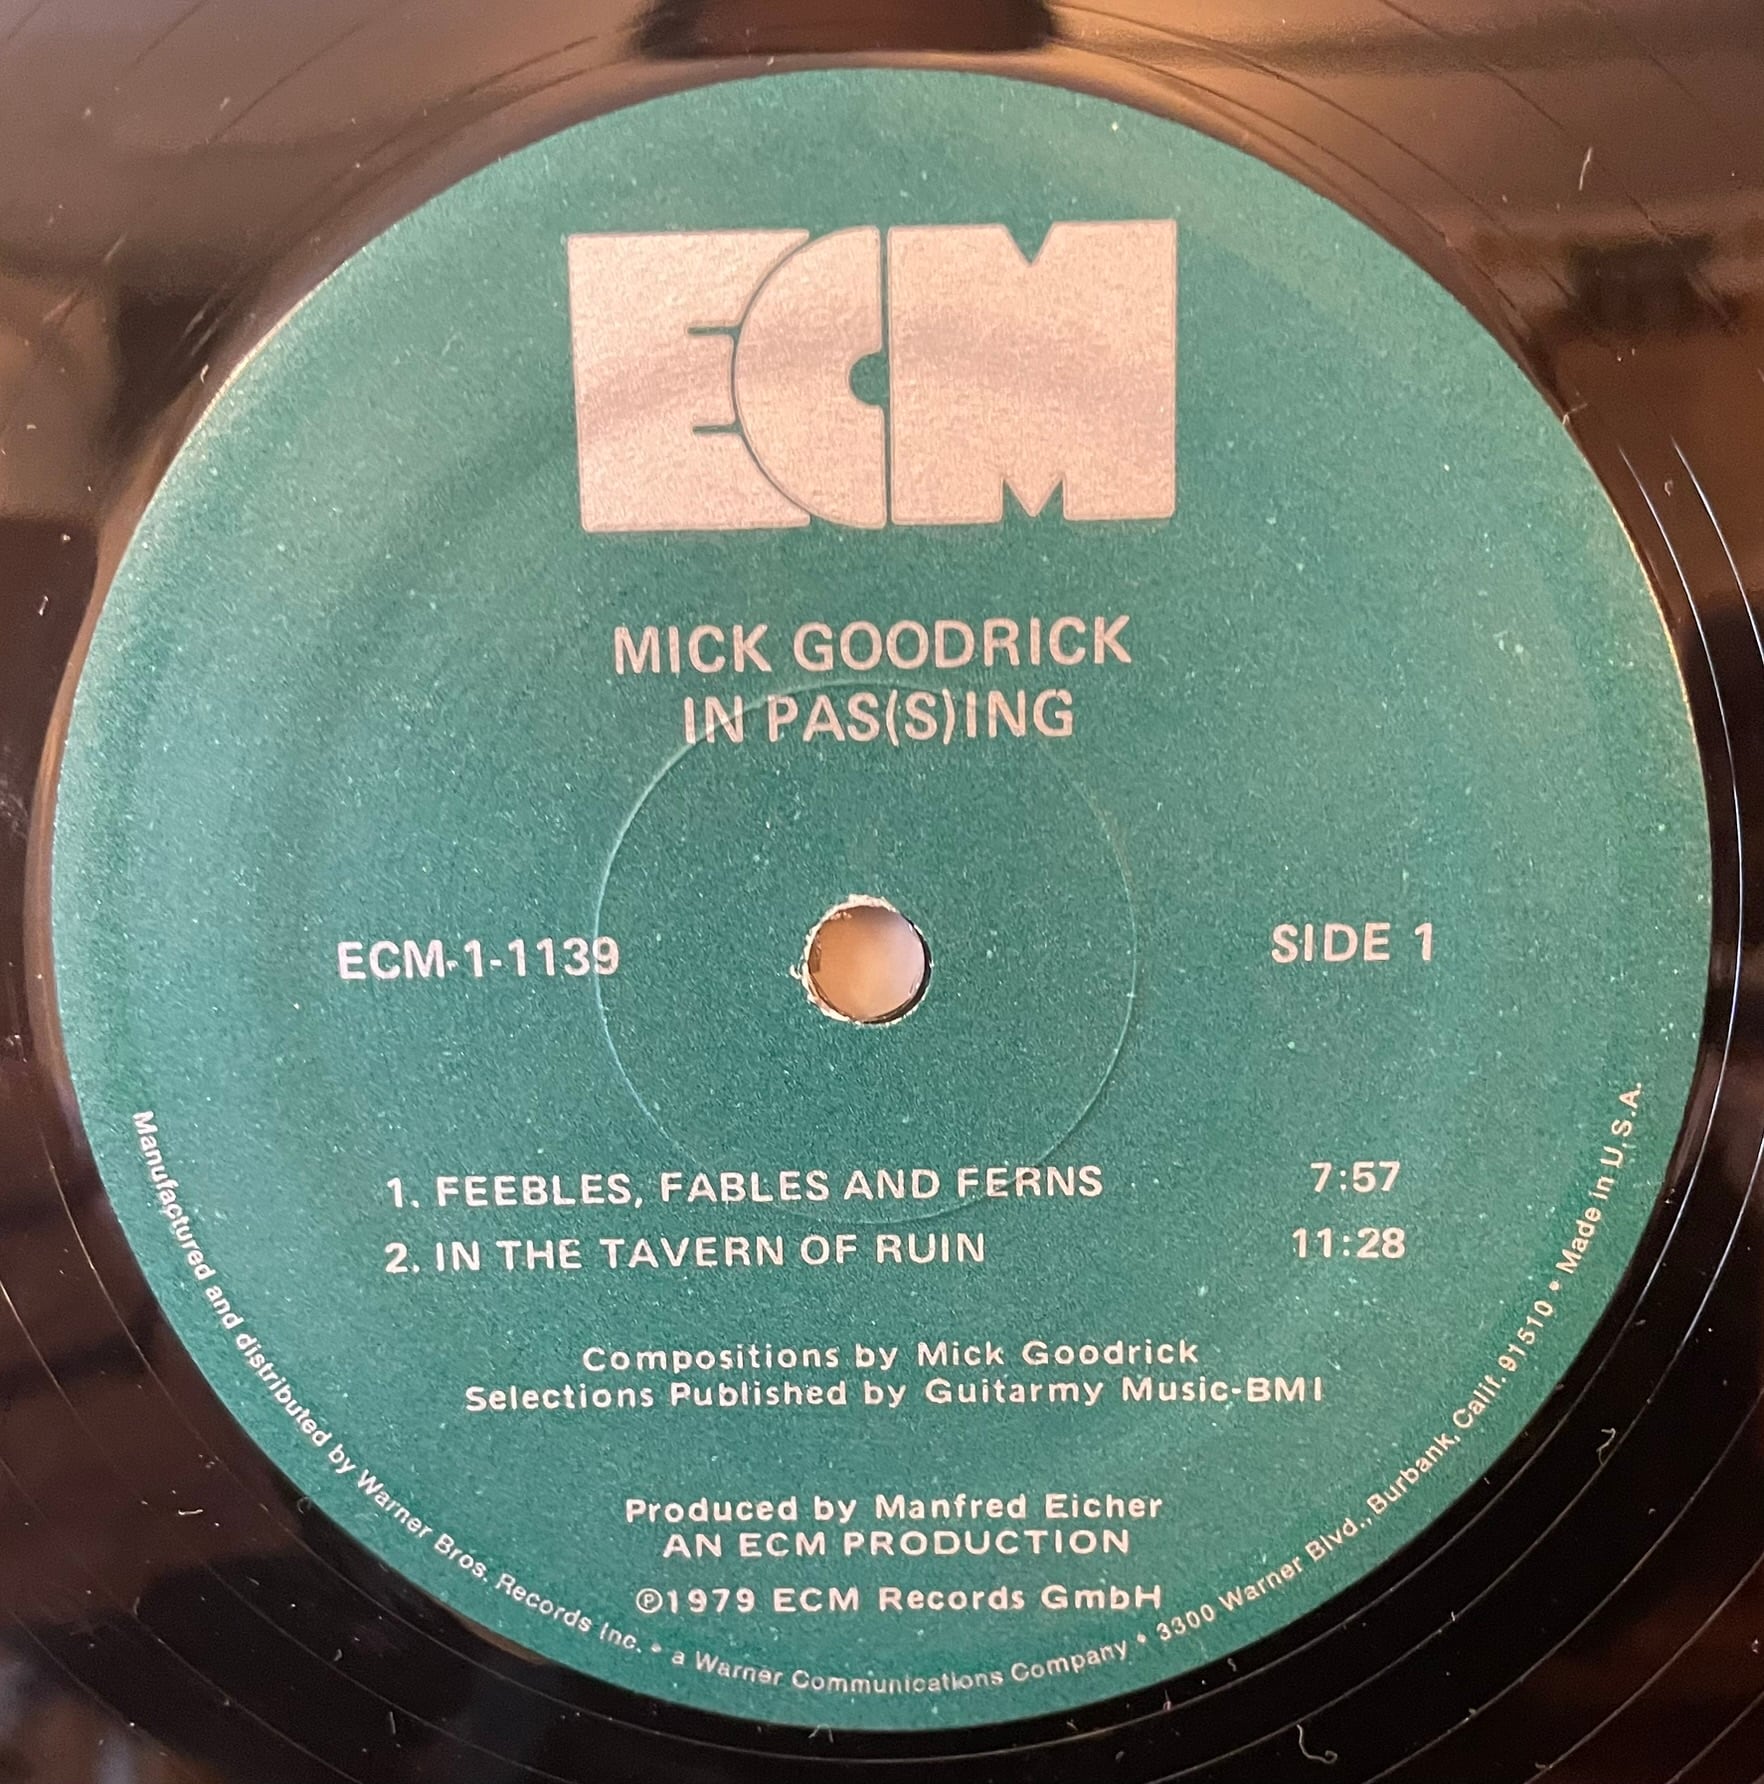 ECM
MICK GOODRICK
IN PAS(S)ING
ECM-1-1139
SIDE 1
1. FEEBLES, FABLES AND FERNS 7:57
2. IN THE TAVERN OF RUIN 11:28
Compositions by Mick Goodrick
Selections Published by Guitarmy Music-BMI
Produced by Manfred Eicher
AN ECM PRODUCTION
℗1979 ECM Records GmbH
Manufactured and distributed by Warner Bros. Records Inc. • a Warner Communications Company • 3300 Warner Blvd., Burbank, Calif. 91510 • Made in U.S.A.